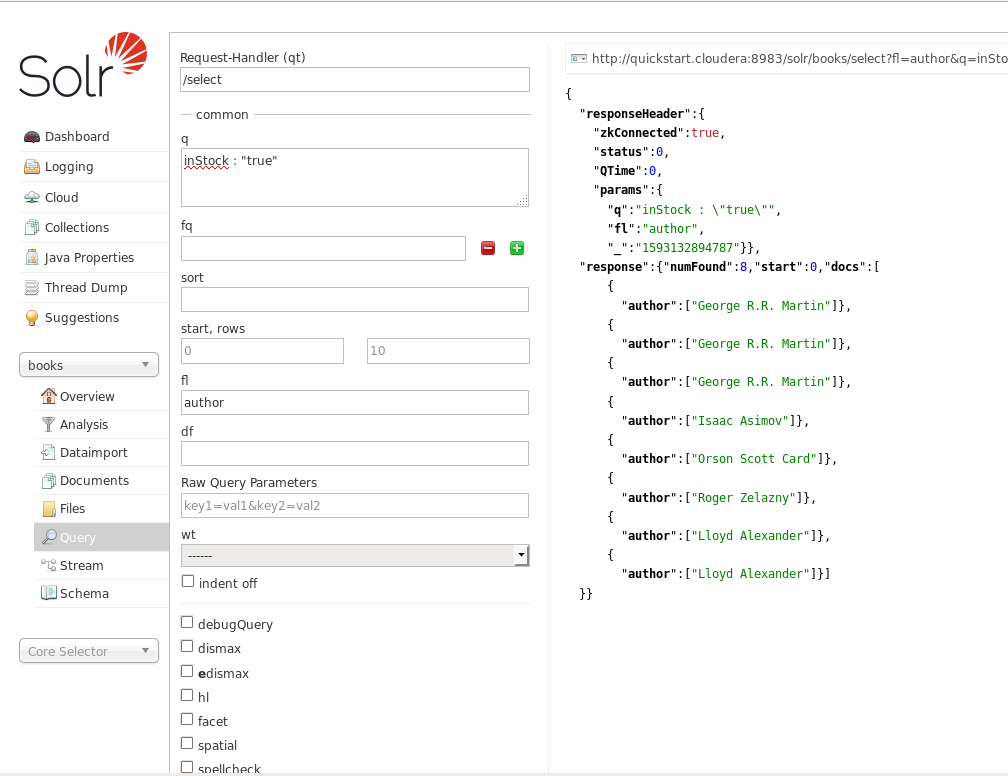 Solr
Dashboard
Logging
Cloud
Collections
Java Properties
Thread Dump
Suggestions
books
Overview
Analysis
Dataimport
Documents
Files
Query
Stream
Schema
Core Selector
Request-Handler (qt)
/select
common
q
inStock : "true"
fq
sort
start, rows
0 10
fl
author
df
Raw Query Parameters
key1=val1&key2=val2
wt
------
indent off
debugQuery
dismax
edismax
hl
facet
spatial
spellcheck
http://quickstart.cloudera:8983/solr/books/select?fl=author&q=inSto
{
"responseHeader":{
"zkConnected":true,
"status":0,
"QTime":0,
"params":{
"q":"inStock : \"true\"",
"fl":"author",
"_":"1593132894787"}},
"response":{"numFound":8,"start":0,"docs":[
{
"author":["George R.R. Martin"]},
{
"author":["George R.R. Martin"]},
{
"author":["George R.R. Martin"]},
{
"author":["Isaac Asimov"]},
{
"author":["Orson Scott Card"]},
{
"author":["Roger Zelazny"]},
{
"author":["Lloyd Alexander"]},
{
"author":["Lloyd Alexander"]}]
}}